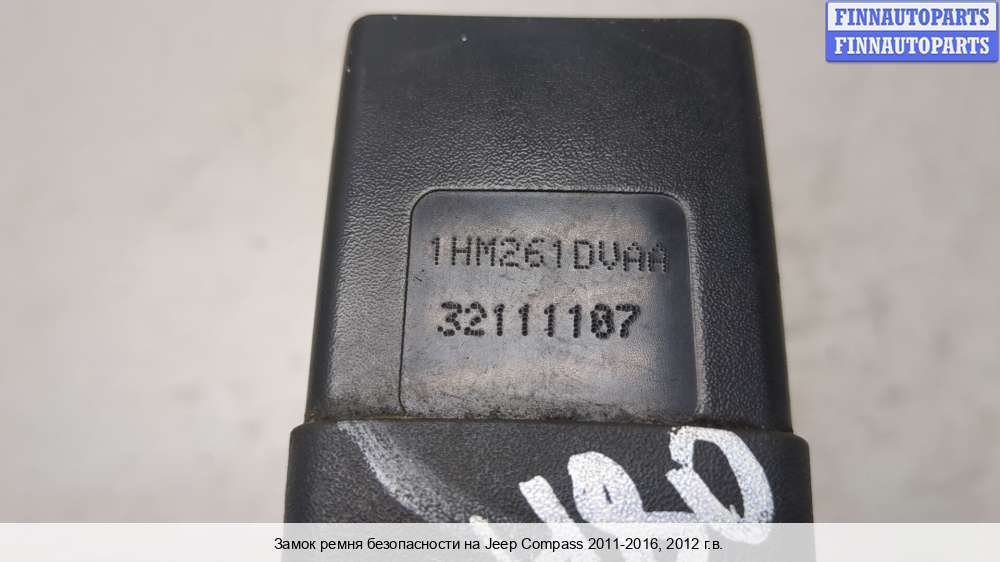 FINNAUTOPARTS
FINNAUTOPARTS
1HM261DVAA
32111107
Замок ремня безопасности на Jeep Compass 2011-2016, 2012 г.в.